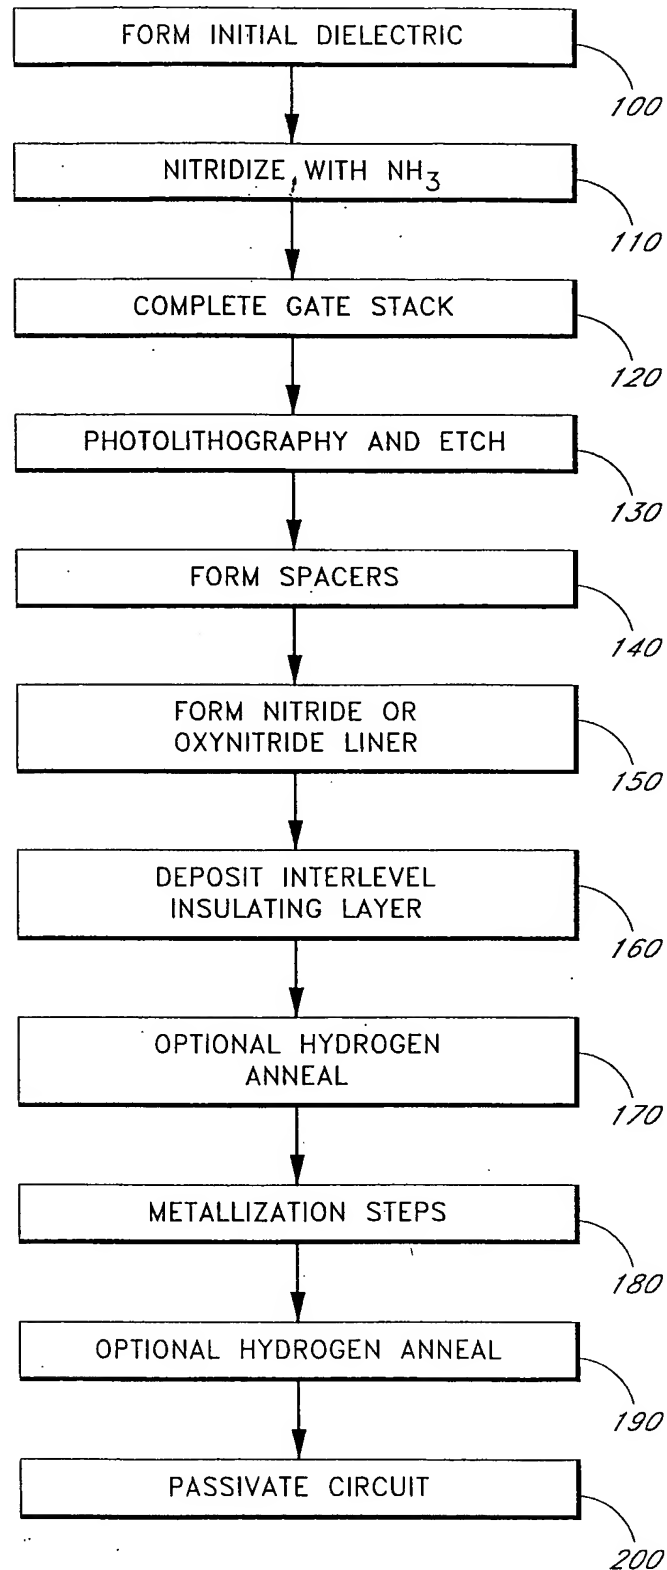 FORM INITIAL DIELECTRIC
100
NITRIDIZE WITH NH3
110
COMPLETE GATE STACK
120
PHOTOLITHOGRAPHY AND ETCH
130
FORM SPACERS
140
FORM NITRIDE OR
OXYNITRIDE LINER
150
DEPOSIT INTERLEVEL
INSULATING LAYER
160
OPTIONAL HYDROGEN
ANNEAL
170
METALLIZATION STEPS
180
OPTIONAL HYDROGEN ANNEAL
190
PASSIVATE CIRCUIT
200